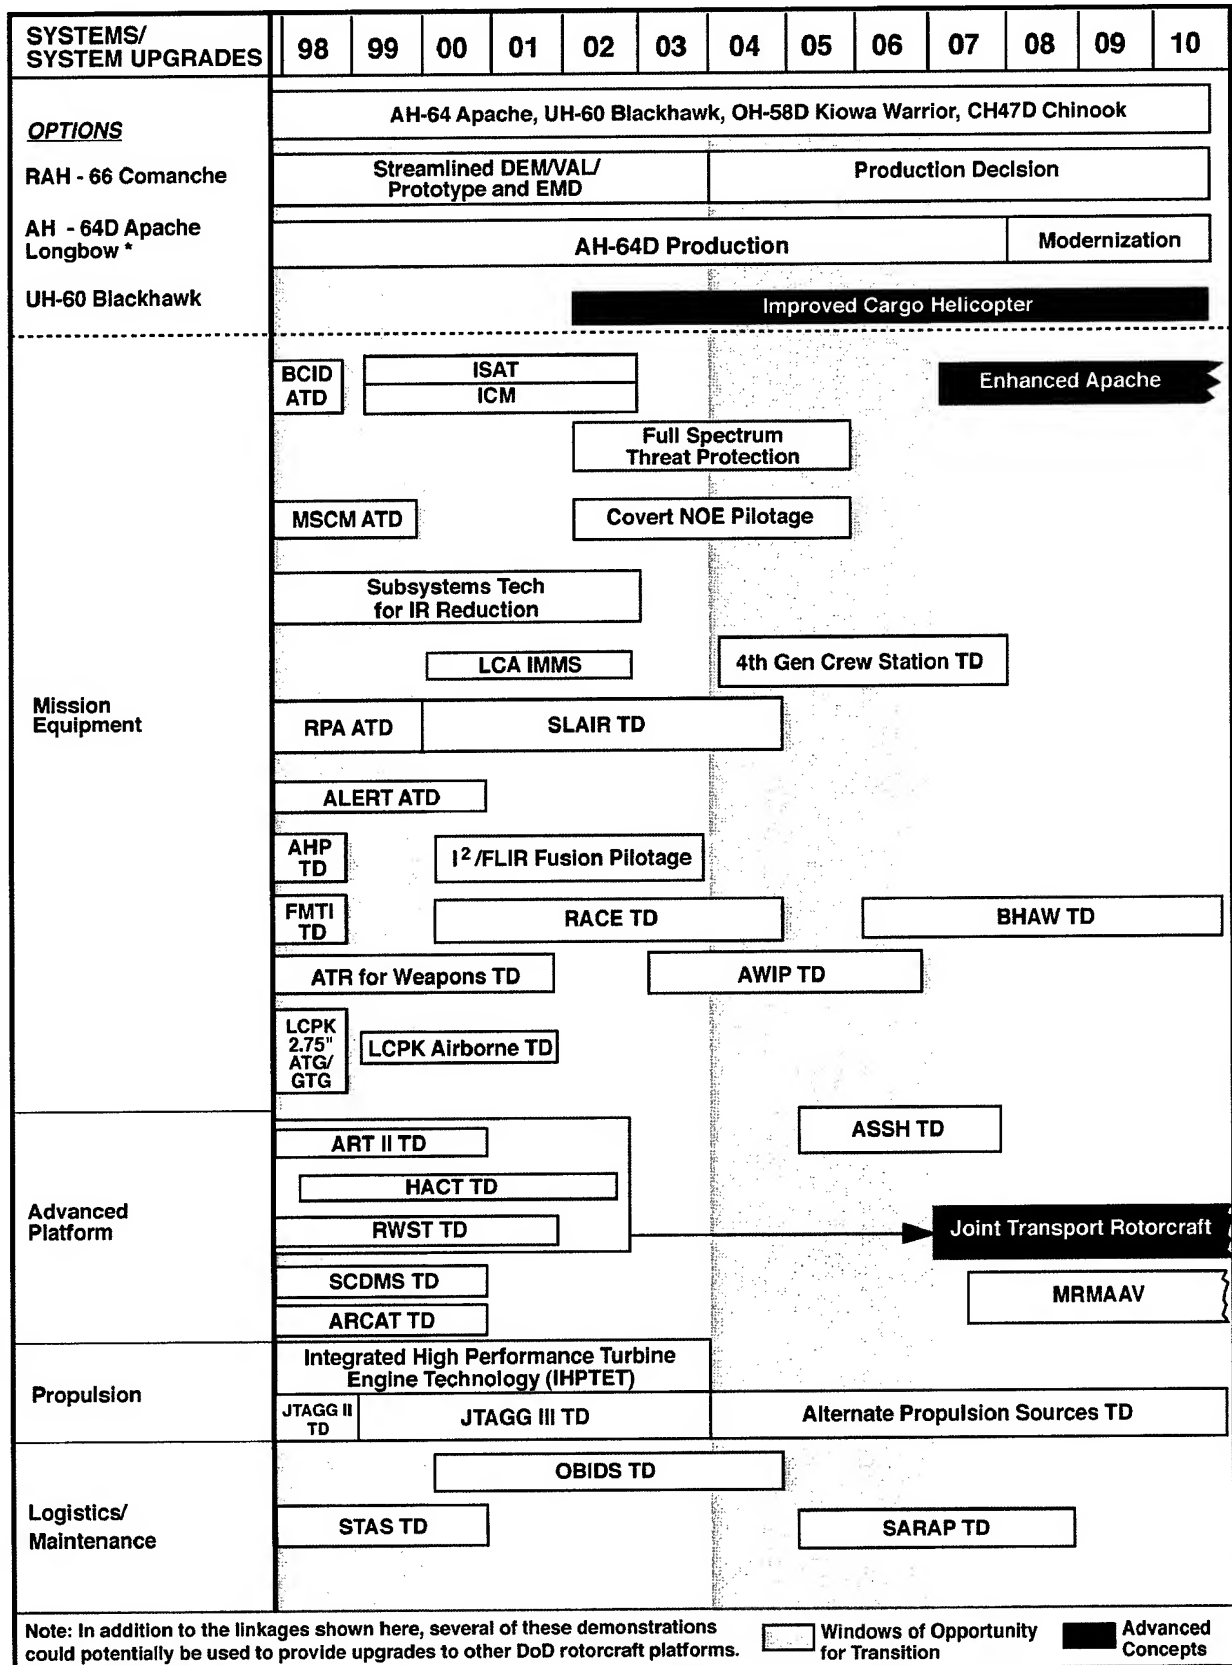 SYSTEMS/
SYSTEM UPGRADES
98 99 00 01 02 03 04 05 06 07 08 09 10
OPTIONS
AH-64 Apache, UH-60 Blackhawk, OH-58D Kiowa Warrior, CH47D Chinook
RAH - 66 Comanche
Streamlined DEM/VAL/
Prototype and EMD
Production Decision
AH - 64D Apache
Longbow *
AH-64D Production
Modernization
UH-60 Blackhawk
Improved Cargo Helicopter
Mission
Equipment
BCID
ATD
ISAT
ICM
Enhanced Apache
Full Spectrum
Threat Protection
MSCM ATD
Covert NOE Pilotage
Subsystems Tech
for IR Reduction
LCA IMMS
4th Gen Crew Station TD
RPA ATD
SLAIR TD
ALERT ATD
AHP
TD
I²/FLIR Fusion Pilotage
FMTI
TD
RACE TD
BHAW TD
ATR for Weapons TD
AWIP TD
LCPK
2.75"
ATG/
GTG
LCPK Airborne TD
Advanced
Platform
ART II TD
ASSH TD
HACT TD
RWST TD
Joint Transport Rotorcraft
SCDMS TD
MRMAAV
ARCAT TD
Propulsion
Integrated High Performance Turbine
Engine Technology (IHPTET)
JTAGG II
TD
JTAGG III TD
Alternate Propulsion Sources TD
Logistics/
Maintenance
OBIDS TD
STAS TD
SARAP TD
Note: In addition to the linkages shown here, several of these demonstrations
could potentially be used to provide upgrades to other DoD rotorcraft platforms.
Windows of Opportunity
for Transition
Advanced
Concepts